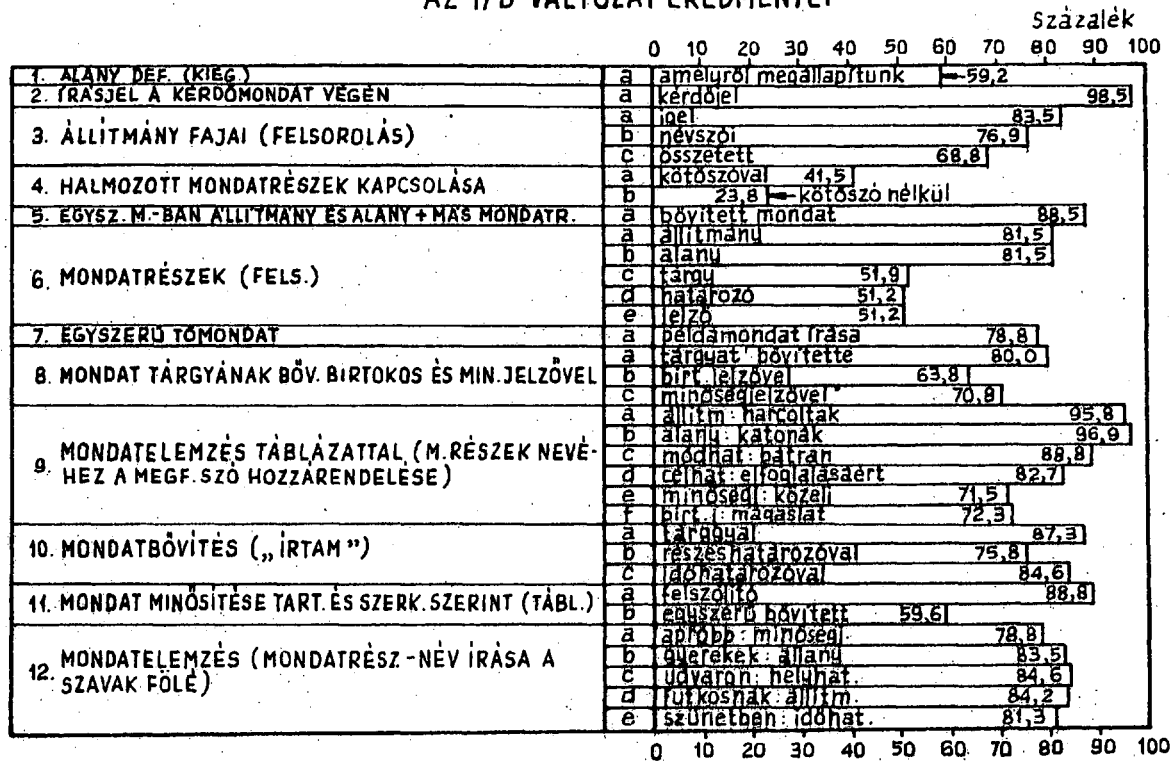 AZ 1/B VÁLTOZAT EREDMÉNYEI
Százalék
0 10 20 30 40 50 60 70 80 90 100
1. ALANY DEF. (KIEG.) a amelyről megállapítunk 59,2
2. ÍRÁSJEL A KÉRDŐMONDAT VÉGÉN a kérdőjel 98,5
3. ÁLLÍTMÁNY FAJAI (FELSOROLÁS) a igei 83,5
b névszói 76,9
c összetett 68,8
4. HALMOZOTT MONDATRÉSZEK KAPCSOLÁSA a kötőszóval 41,5
b 23,8 kötőszó nélkül
5. EGYSZ. M.-BAN ÁLLÍTMÁNY ÉS ALANY + MÁS MONDATR. a bővített mondat 88,5
6. MONDATRÉSZEK (FELS.) a állítmány 81,5
b alany 81,5
c tárgy 51,9
d határozó 51,2
e jelző 51,2
7. EGYSZERŰ TŐMONDAT a példamondat írása 78,8
8. MONDAT TÁRGYÁNAK BŐV. BIRTOKOS ÉS MIN. JELZŐVEL a tárgyat bővítette 80,0
b birt. jelzővel 63,8
c minőségjelzővel 70,8
9. MONDATELEMZÉS TÁBLÁZATTAL (M.RÉSZEK NEVÉ-
HEZ A MEGF. SZÓ HOZZÁRENDELÉSE) a állítm: harcoltak 95,8
b alany: katonák 96,9
c módhat: bátran 88,8
d célhat: elfoglalásáért 82,7
e minőségj: közeli 71,5
f birt. j: magaslat 72,3
10. MONDATBŐVÍTÉS („ÍRTAM”) a tárggyal 87,3
b részeshatározóval 75,8
c időhatározóval 84,6
11. MONDAT MINŐSÍTÉSE TART. ÉS SZERK. SZERINT (TÁBL.) a felszólító 88,8
b egyszerű bővített 59,6
12. MONDATELEMZÉS (MONDATRÉSZ-NÉV ÍRÁSA A
SZAVAK FÖLÉ) a apróbb: minőségj. 78,8
b gyerekek: alany 83,5
c udvaron: helyhat. 84,6
d futkosnak: állítm. 84,2
e szünetben: időhat. 81,3
0 10 20 30 40 50 60 70 80 90 100